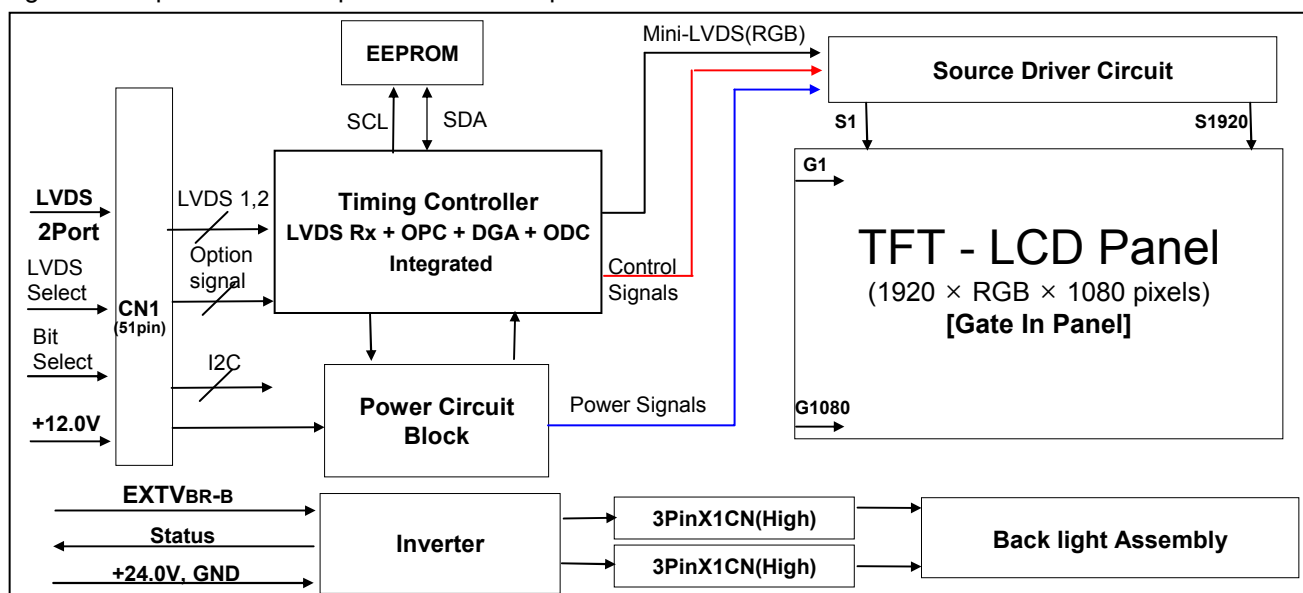 EEPROM
Mini-LVDS(RGB)
Source Driver Circuit
SCL
SDA
S1
S1920
CN1
(51pin)
LVDS
2Port
LVDS
Select
Bit
Select
+12.0V
LVDS 1,2
Option
signal
I2C
Timing Controller
LVDS Rx + OPC + DGA + ODC
Integrated
Control
Signals
Power Circuit
Block
Power Signals
G1
TFT - LCD Panel
(1920 × RGB × 1080 pixels)
[Gate In Panel]
G1080
EXTVBR-B
Status
+24.0V, GND
Inverter
3PinX1CN(High)
3PinX1CN(High)
Back light Assembly